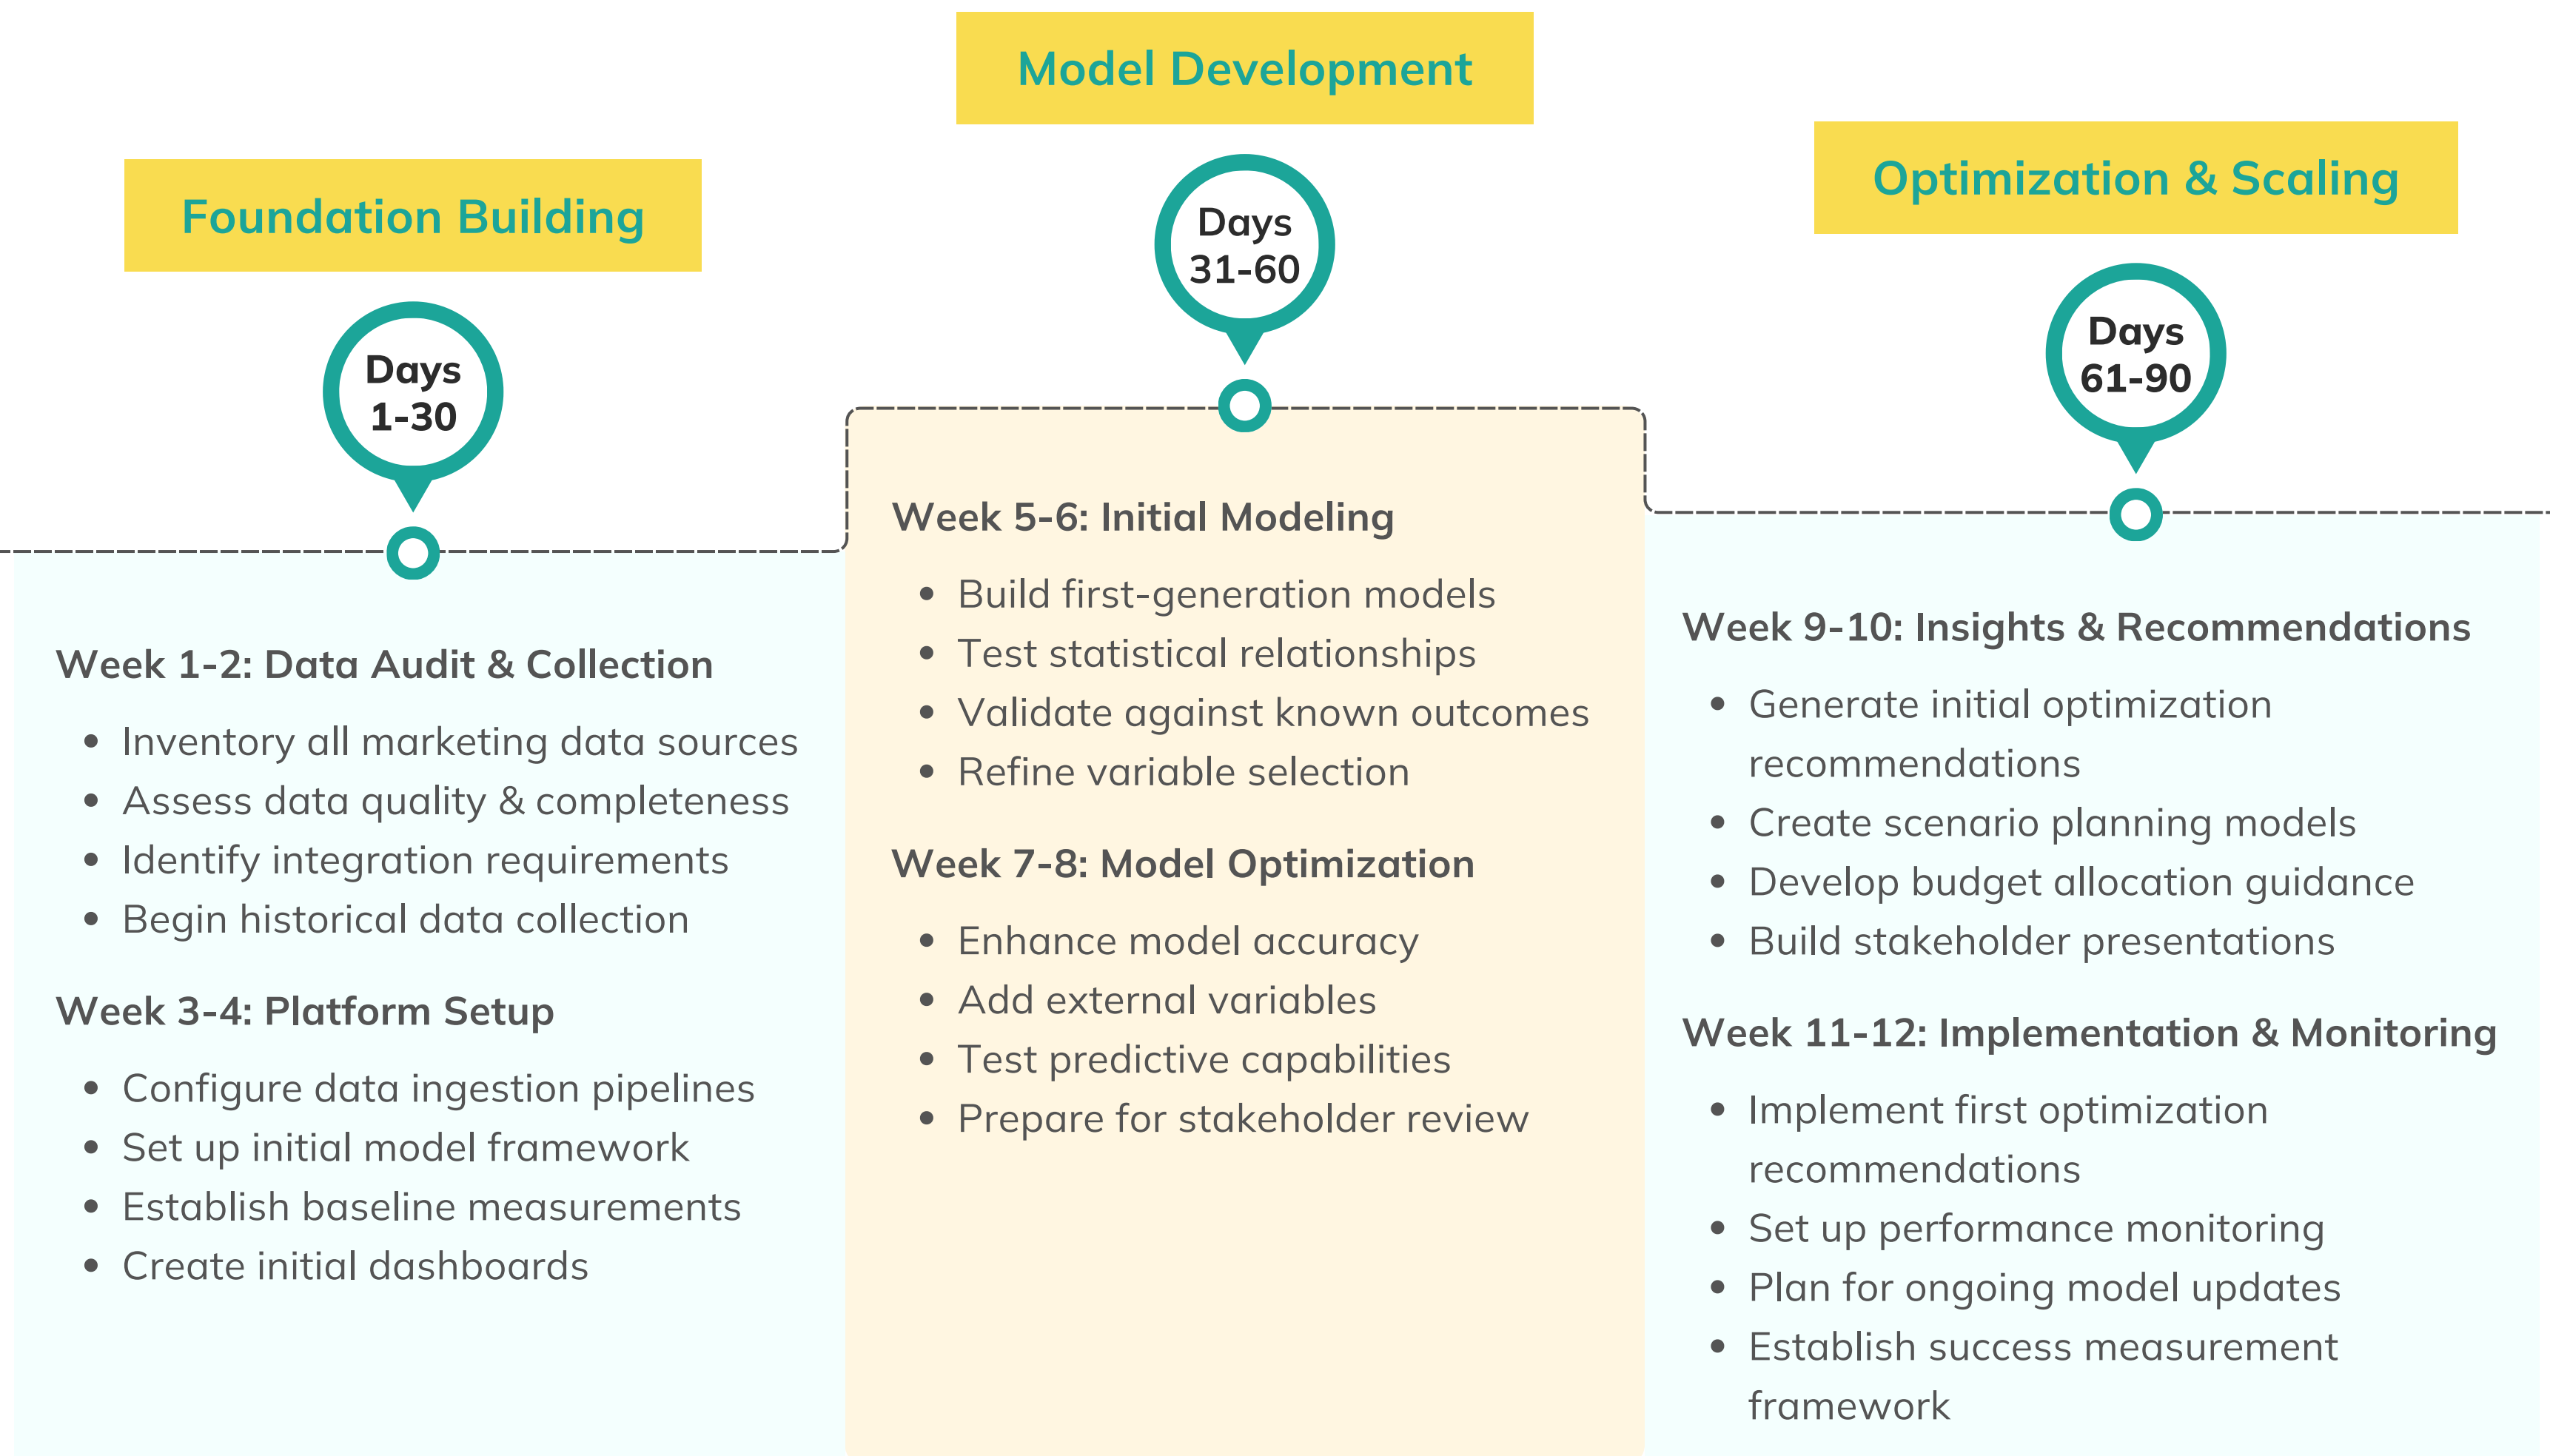 Foundation Building
Days
1-30
Week 1-2: Data Audit & Collection
• Inventory all marketing data sources
• Assess data quality & completeness
• Identify integration requirements
• Begin historical data collection
Week 3-4: Platform Setup
• Configure data ingestion pipelines
• Set up initial model framework
• Establish baseline measurements
• Create initial dashboards
Model Development
Days
31-60
Week 5-6: Initial Modeling
• Build first-generation models
• Test statistical relationships
• Validate against known outcomes
• Refine variable selection
Week 7-8: Model Optimization
• Enhance model accuracy
• Add external variables
• Test predictive capabilities
• Prepare for stakeholder review
Optimization & Scaling
Days
61-90
Week 9-10: Insights & Recommendations
• Generate initial optimization
recommendations
• Create scenario planning models
• Develop budget allocation guidance
• Build stakeholder presentations
Week 11-12: Implementation & Monitoring
• Implement first optimization
recommendations
• Set up performance monitoring
• Plan for ongoing model updates
• Establish success measurement
framework